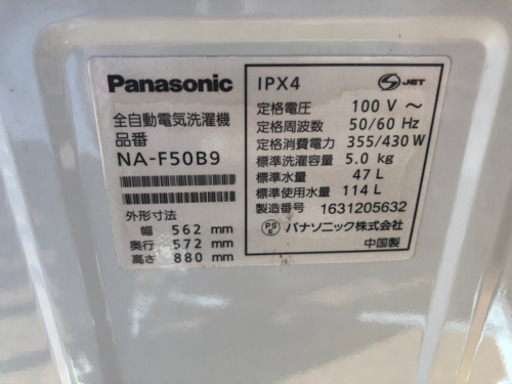 Panasonic
全自動電気洗濯機
品番
NA-F50B9
外形寸法
幅 562 mm
奥行 572 mm
高さ 880 mm
IPX4
S JET
定格電圧 100 V ～
定格周波数 50/60 Hz
定格消費電力 355/430 W
標準洗濯容量 5.0 kg
標準水量 47 L
標準使用水量 114 L
製造番号 1631205632
PS E パナソニック株式会社
中国製